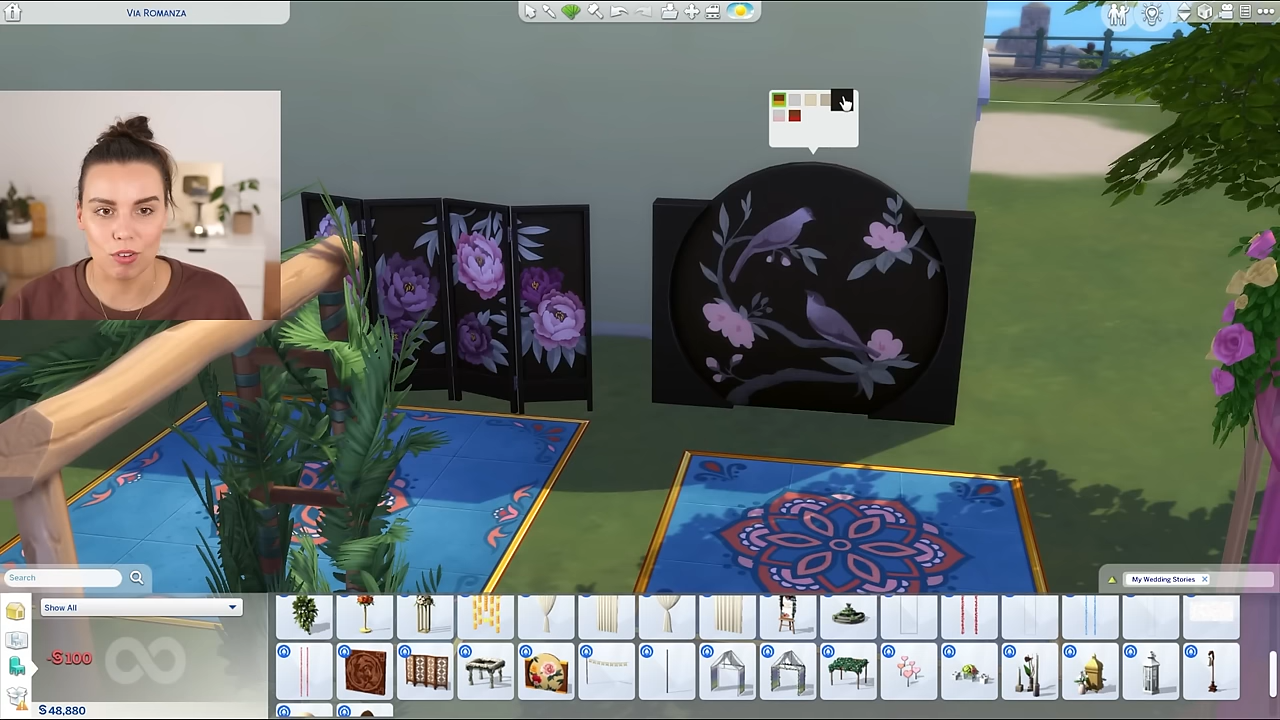 VIA ROMANZA
Search
My Wedding Stories
Show All
-§100
§48,880